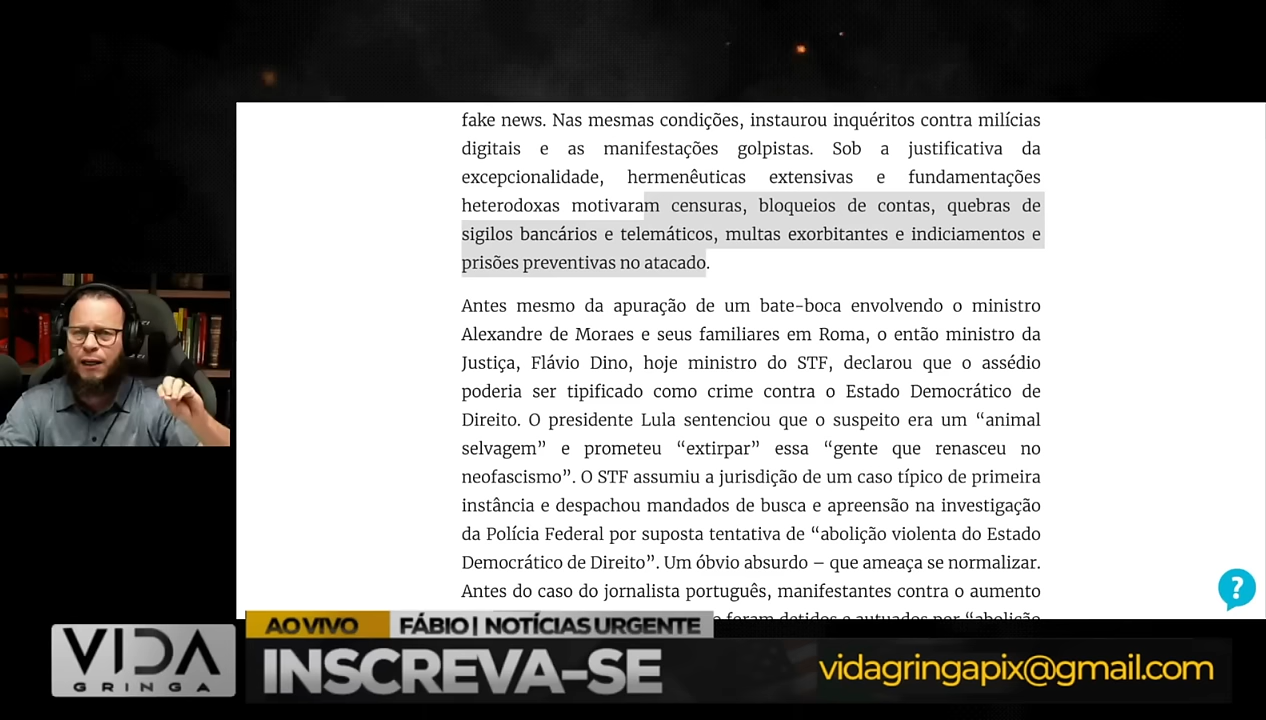 fake news. Nas mesmas condições, instaurou inquéritos contra milícias
digitais e as manifestações golpistas. Sob a justificativa da
excepcionalidade, hermenêuticas extensivas e fundamentações
heterodoxas motivaram censuras, bloqueios de contas, quebras de
sigilos bancários e telemáticos, multas exorbitantes e indiciamentos e
prisões preventivas no atacado.
Antes mesmo da apuração de um bate-boca envolvendo o ministro
Alexandre de Moraes e seus familiares em Roma, o então ministro da
Justiça, Flávio Dino, hoje ministro do STF, declarou que o assédio
poderia ser tipificado como crime contra o Estado Democrático de
Direito. O presidente Lula sentenciou que o suspeito era um “animal
selvagem” e prometeu “extirpar” essa “gente que renasceu no
neofascismo”. O STF assumiu a jurisdição de um caso típico de primeira
instância e despachou mandados de busca e apreensão na investigação
da Polícia Federal por suposta tentativa de “abolição violenta do Estado
Democrático de Direito”. Um óbvio absurdo – que ameaça se normalizar.
Antes do caso do jornalista português, manifestantes contra o aumento
foram detidos e autuados por “abolição
?
AO VIVO
FÁBIO | NOTÍCIAS URGENTE
VIDA
GRINGA
INSCREVA-SE
vidagringapix@gmail.com